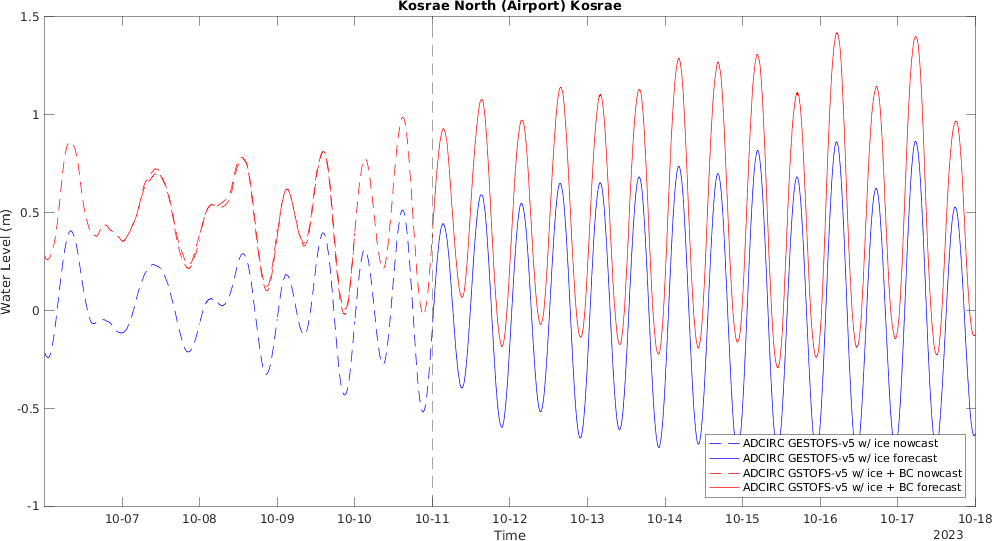 Kosrae North (Airport) Kosrae
1.5
1
0.5
0
-0.5
-1
Water Level (m)
ADCIRC GESTOFS-v5 w/ ice nowcast
ADCIRC GESTOFS-v5 w/ ice forecast
ADCIRC GSTOFS-v5 w/ ice + BC nowcast
ADCIRC GSTOFS-v5 w/ ice + BC forecast
10-07 10-08 10-09 10-10 10-11 10-12 10-13 10-14 10-15 10-16 10-17 10-18
Time
2023